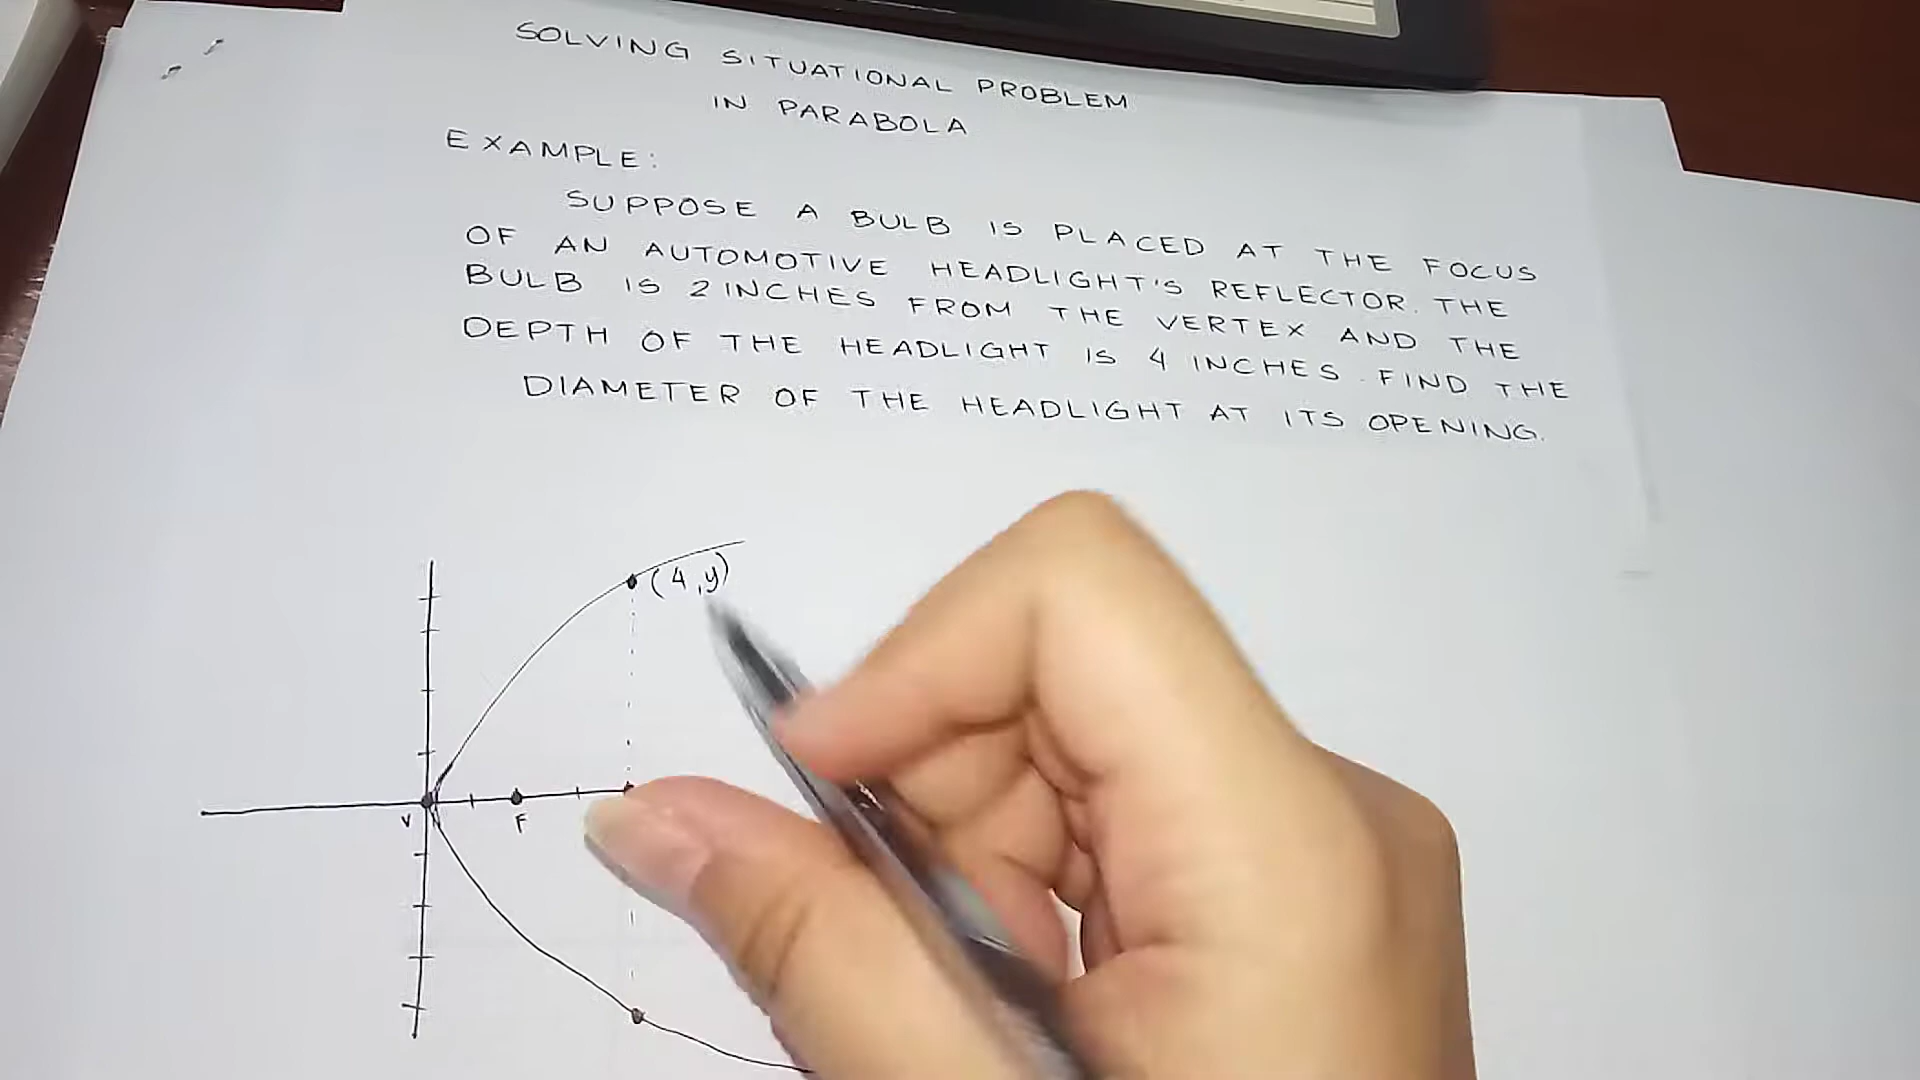 SOLVING SITUATIONAL PROBLEM
IN PARABOLA
EXAMPLE:
SUPPOSE A BULB IS PLACED AT THE FOCUS
OF AN AUTOMOTIVE HEADLIGHT'S REFLECTOR. THE
BULB IS 2 INCHES FROM THE VERTEX AND THE
DEPTH OF THE HEADLIGHT IS 4 INCHES. FIND THE
DIAMETER OF THE HEADLIGHT AT ITS OPENING.
(4,y)
V F